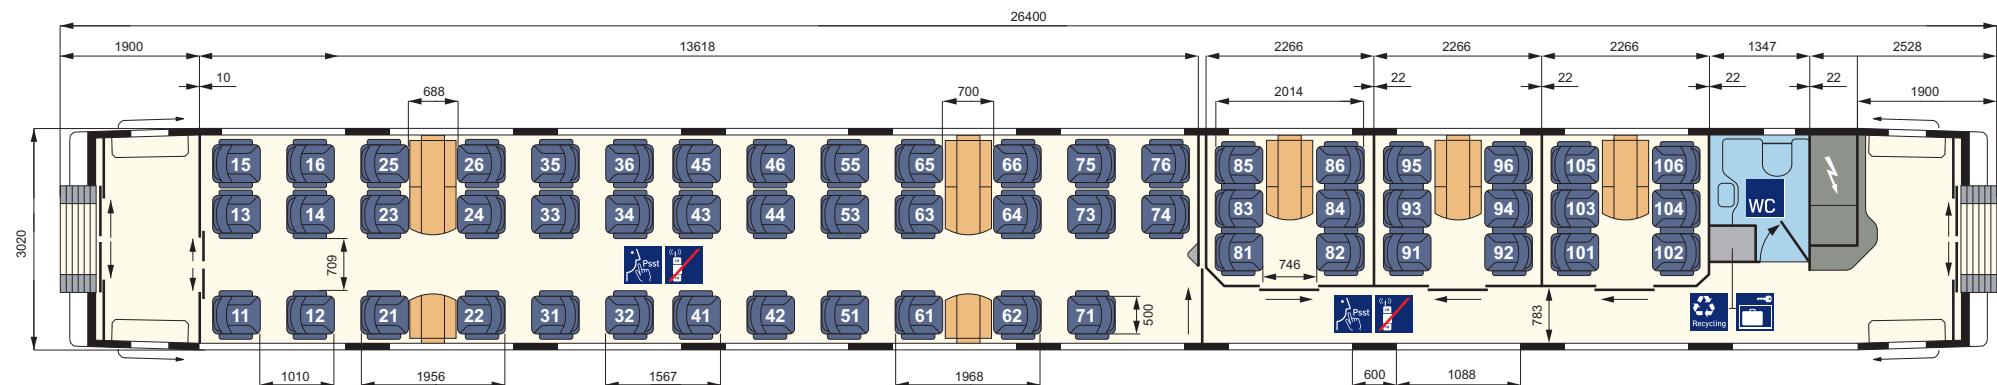 26400
1900 13618 2266 2266 2266 1347 2528
10 22 22 22 22
688 700 2014 1900
15 16 25 26 35 36 45 46 55 65 66 75 76 85 86 95 96 105 106
13 14 23 24 33 34 43 44 53 63 64 73 74 83 84 93 94 103 104 WC
3020
81 82 91 92 101 102
709 Psst 746
11 12 21 22 31 32 41 42 51 61 62 71 500 Psst 783 Recycling
1010 1956 1567 1968 600 1088